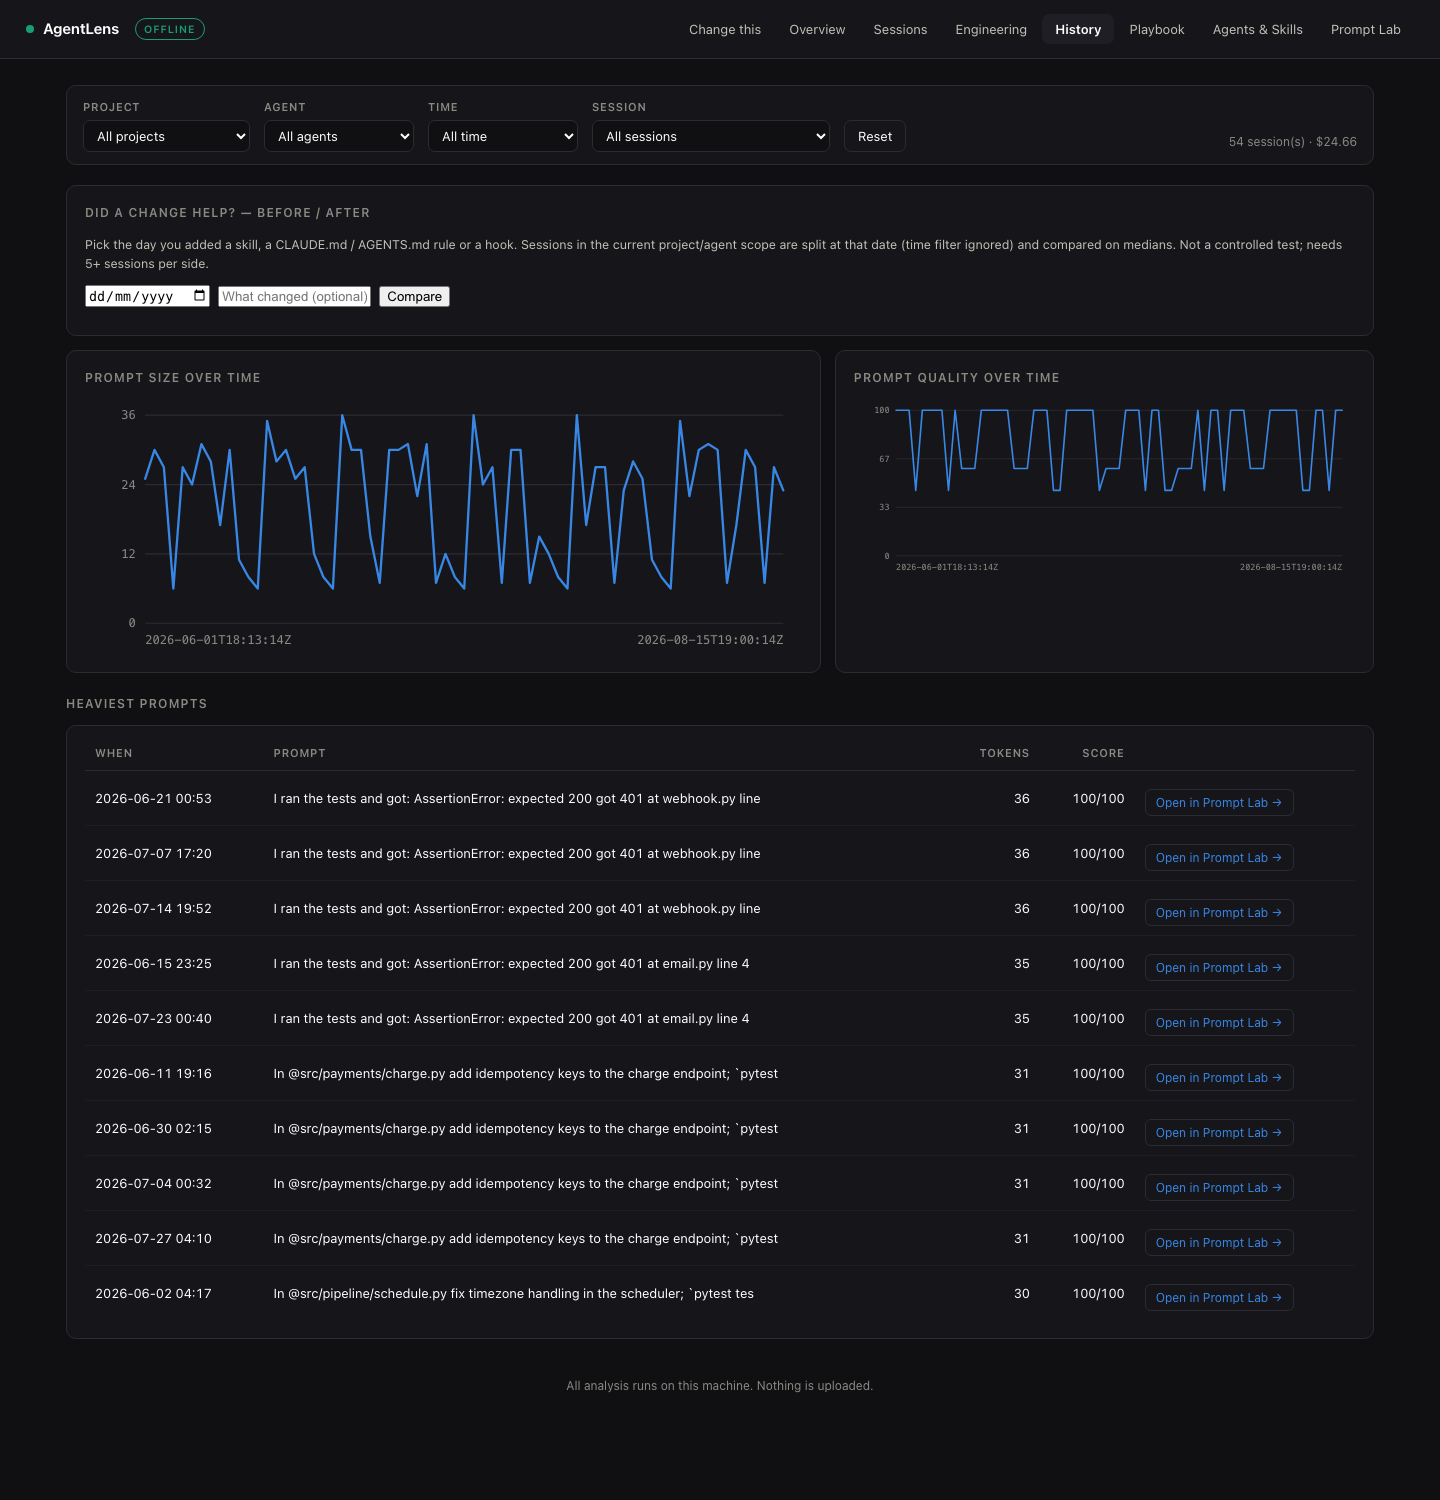 AgentLens OFFLINE Change this Overview Sessions Engineering History Playbook Agents & Skills Prompt Lab
PROJECT AGENT TIME SESSION
All projects All agents All time All sessions Reset 54 session(s) · $24.66
DID A CHANGE HELP? — BEFORE / AFTER
Pick the day you added a skill, a CLAUDE.md / AGENTS.md rule or a hook. Sessions in the current project/agent scope are split at that date (time filter ignored) and compared on medians. Not a controlled test; needs
5+ sessions per side.
dd/mm/yyyy What changed (optional) Compare
PROMPT SIZE OVER TIME
36
24
12
0
2026-06-01T18:13:14Z 2026-08-15T19:00:14Z
PROMPT QUALITY OVER TIME
100
67
33
0
2026-06-01T18:13:14Z 2026-08-15T19:00:14Z
HEAVIEST PROMPTS
WHEN PROMPT TOKENS SCORE
2026-06-21 00:53 I ran the tests and got: AssertionError: expected 200 got 401 at webhook.py line 36 100/100 Open in Prompt Lab →
2026-07-07 17:20 I ran the tests and got: AssertionError: expected 200 got 401 at webhook.py line 36 100/100 Open in Prompt Lab →
2026-07-14 19:52 I ran the tests and got: AssertionError: expected 200 got 401 at webhook.py line 36 100/100 Open in Prompt Lab →
2026-06-15 23:25 I ran the tests and got: AssertionError: expected 200 got 401 at email.py line 4 35 100/100 Open in Prompt Lab →
2026-07-23 00:40 I ran the tests and got: AssertionError: expected 200 got 401 at email.py line 4 35 100/100 Open in Prompt Lab →
2026-06-11 19:16 In @src/payments/charge.py add idempotency keys to the charge endpoint; `pytest 31 100/100 Open in Prompt Lab →
2026-06-30 02:15 In @src/payments/charge.py add idempotency keys to the charge endpoint; `pytest 31 100/100 Open in Prompt Lab →
2026-07-04 00:32 In @src/payments/charge.py add idempotency keys to the charge endpoint; `pytest 31 100/100 Open in Prompt Lab →
2026-07-27 04:10 In @src/payments/charge.py add idempotency keys to the charge endpoint; `pytest 31 100/100 Open in Prompt Lab →
2026-06-02 04:17 In @src/pipeline/schedule.py fix timezone handling in the scheduler; `pytest tes 30 100/100 Open in Prompt Lab →
All analysis runs on this machine. Nothing is uploaded.